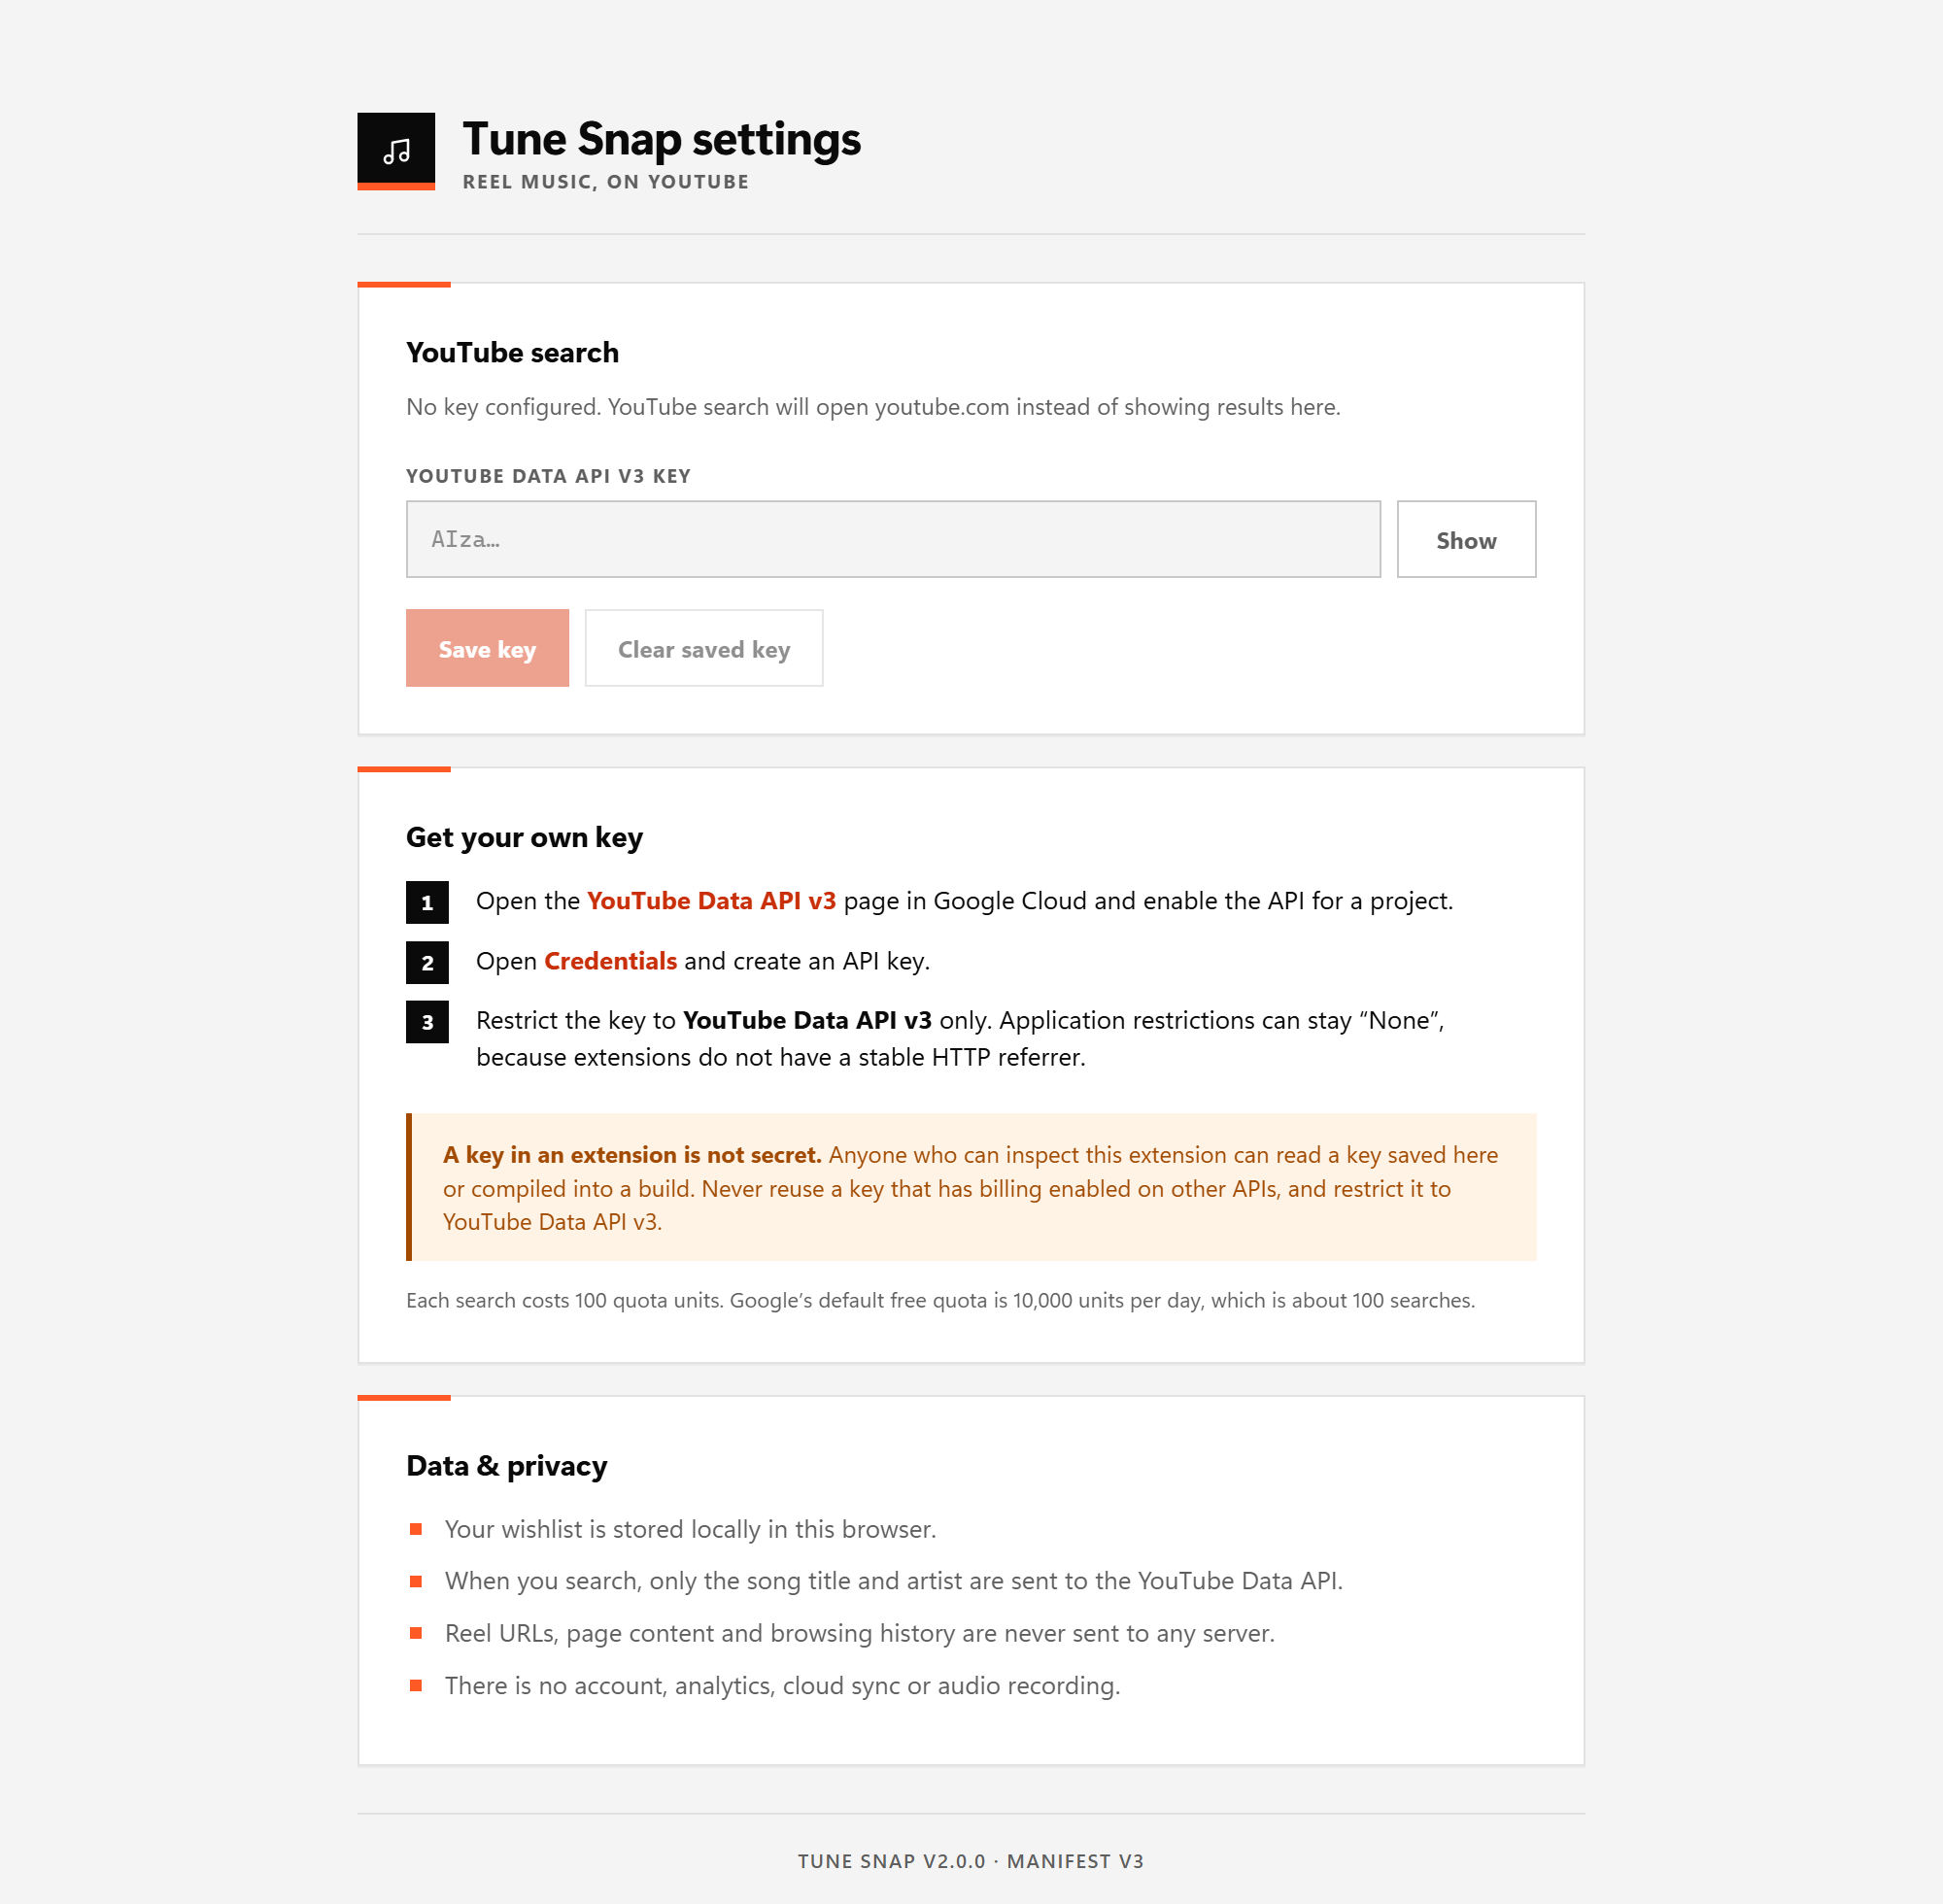 Tune Snap settings
REEL MUSIC, ON YOUTUBE
YouTube search
No key configured. YouTube search will open youtube.com instead of showing results here.
YOUTUBE DATA API V3 KEY
AIza…
Show
Save key
Clear saved key
Get your own key
1 Open the YouTube Data API v3 page in Google Cloud and enable the API for a project.
2 Open Credentials and create an API key.
3 Restrict the key to YouTube Data API v3 only. Application restrictions can stay “None”,
because extensions do not have a stable HTTP referrer.
A key in an extension is not secret. Anyone who can inspect this extension can read a key saved here
or compiled into a build. Never reuse a key that has billing enabled on other APIs, and restrict it to
YouTube Data API v3.
Each search costs 100 quota units. Google’s default free quota is 10,000 units per day, which is about 100 searches.
Data & privacy
Your wishlist is stored locally in this browser.
When you search, only the song title and artist are sent to the YouTube Data API.
Reel URLs, page content and browsing history are never sent to any server.
There is no account, analytics, cloud sync or audio recording.
TUNE SNAP V2.0.0 · MANIFEST V3